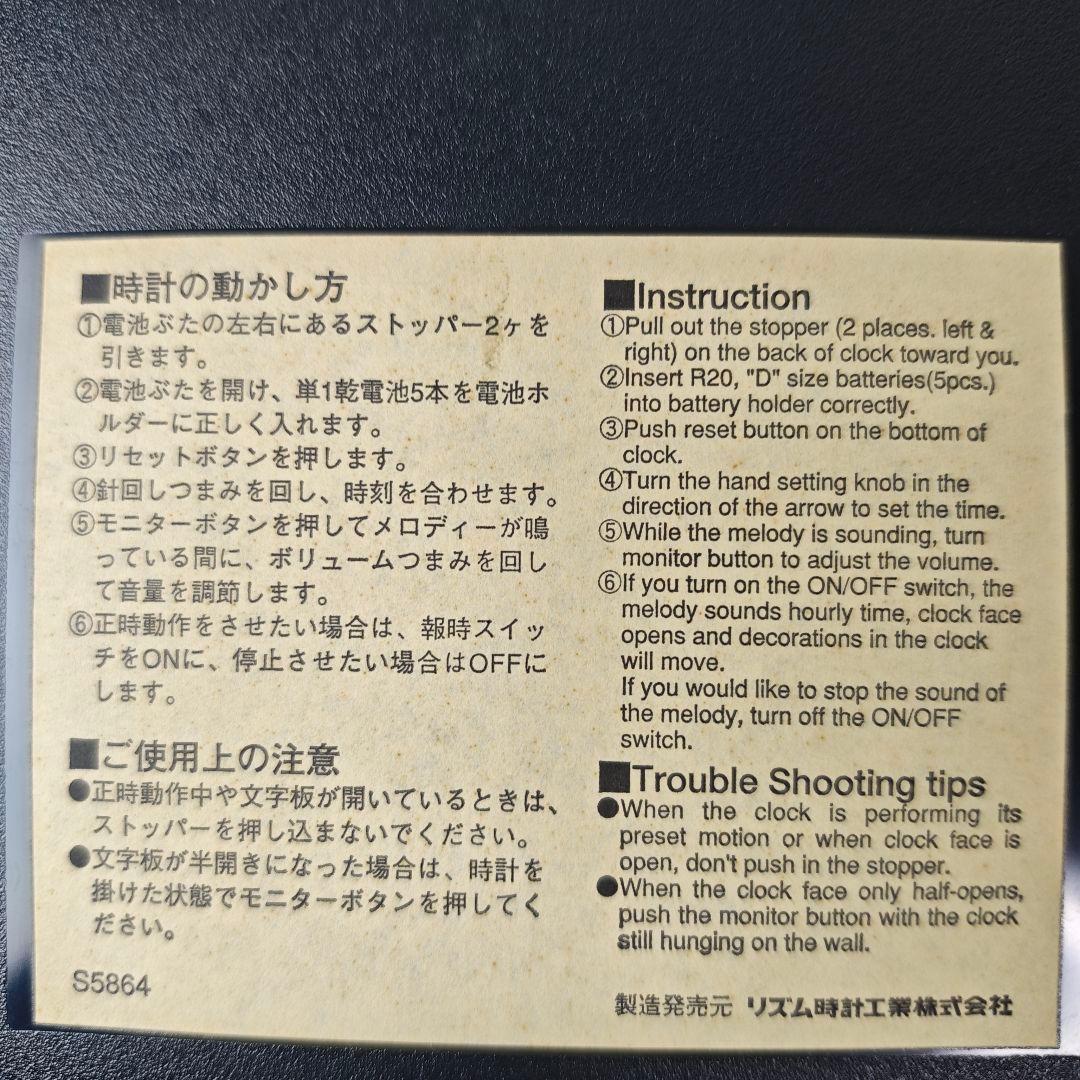 ■時計の動かし方
①電池ぶたの左右にあるストッパー2ヶを
引きます。
②電池ぶたを開け、単1乾電池5本を電池ホ
ルダーに正しく入れます。
③リセットボタンを押します。
④針回しつまみを回し、時刻を合わせます。
⑤モニターボタンを押してメロディーが鳴
っている間に、ボリュームつまみを回し
て音量を調節します。
⑥正時動作をさせたい場合は、報時スイッ
チをONに、停止させたい場合はOFFに
します。
■ご使用上の注意
●正時動作中や文字板が開いているときは、
ストッパーを押し込まないでください。
●文字板が半開きになった場合は、時計を
掛けた状態でモニターボタンを押してく
ださい。
S5864
■Instruction
①Pull out the stopper (2 places. left &
right) on the back of clock toward you.
②Insert R20, "D" size batteries(5pcs.)
into battery holder correctly.
③Push reset button on the bottom of
clock.
④Turn the hand setting knob in the
direction of the arrow to set the time.
⑤While the melody is sounding, turn
monitor button to adjust the volume.
⑥If you turn on the ON/OFF switch, the
melody sounds hourly time, clock face
opens and decorations in the clock
will move.
If you would like to stop the sound of
the melody, turn off the ON/OFF
switch.
■Trouble Shooting tips
●When the clock is performing its
preset motion or when clock face is
open, don't push in the stopper.
●When the clock face only half-opens,
push the monitor button with the clock
still hunging on the wall.
製造発売元 リズム時計工業株式会社